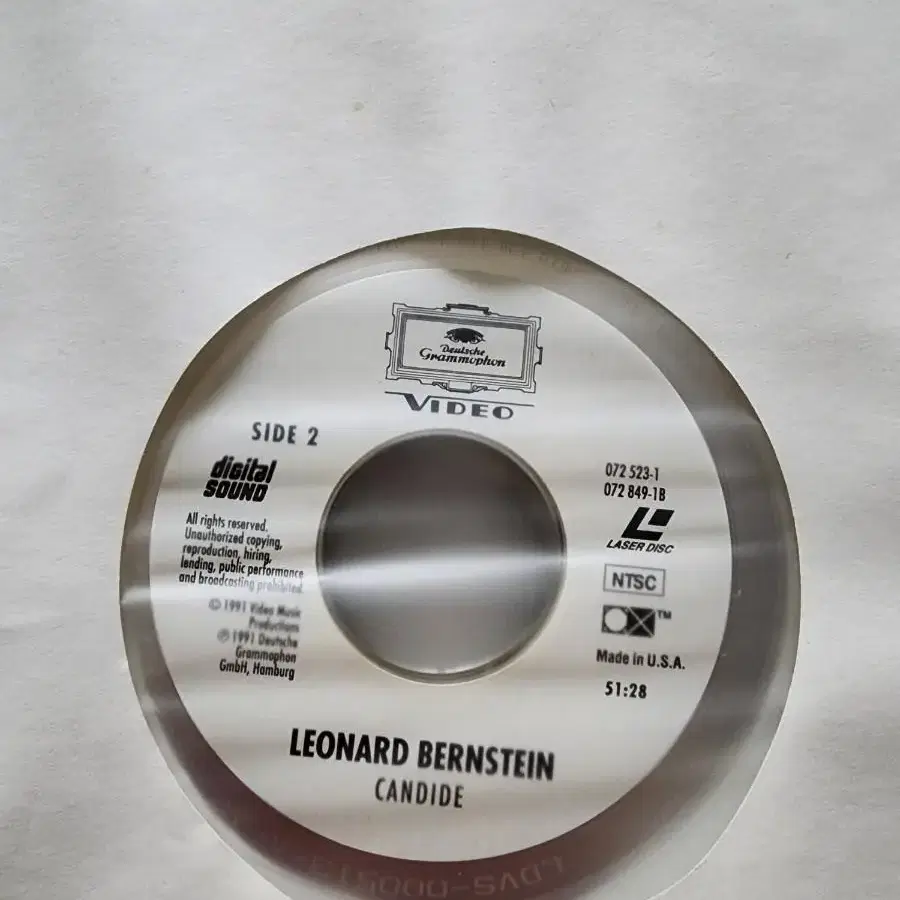 Deutsche
Grammophon
VIDEO
SIDE 2
digital
SOUND
All rights reserved.
Unauthorized copying,
reproduction, hiring,
lending, public performance
and broadcasting prohibited.
© 1991 Video Music
Productions
℗ 1991 Deutsche
Grammophon
GmbH, Hamburg
072 523-1
072 849-1B
LASER DISC
NTSC
TM
Made in U.S.A.
51:28
LEONARD BERNSTEIN
CANDIDE